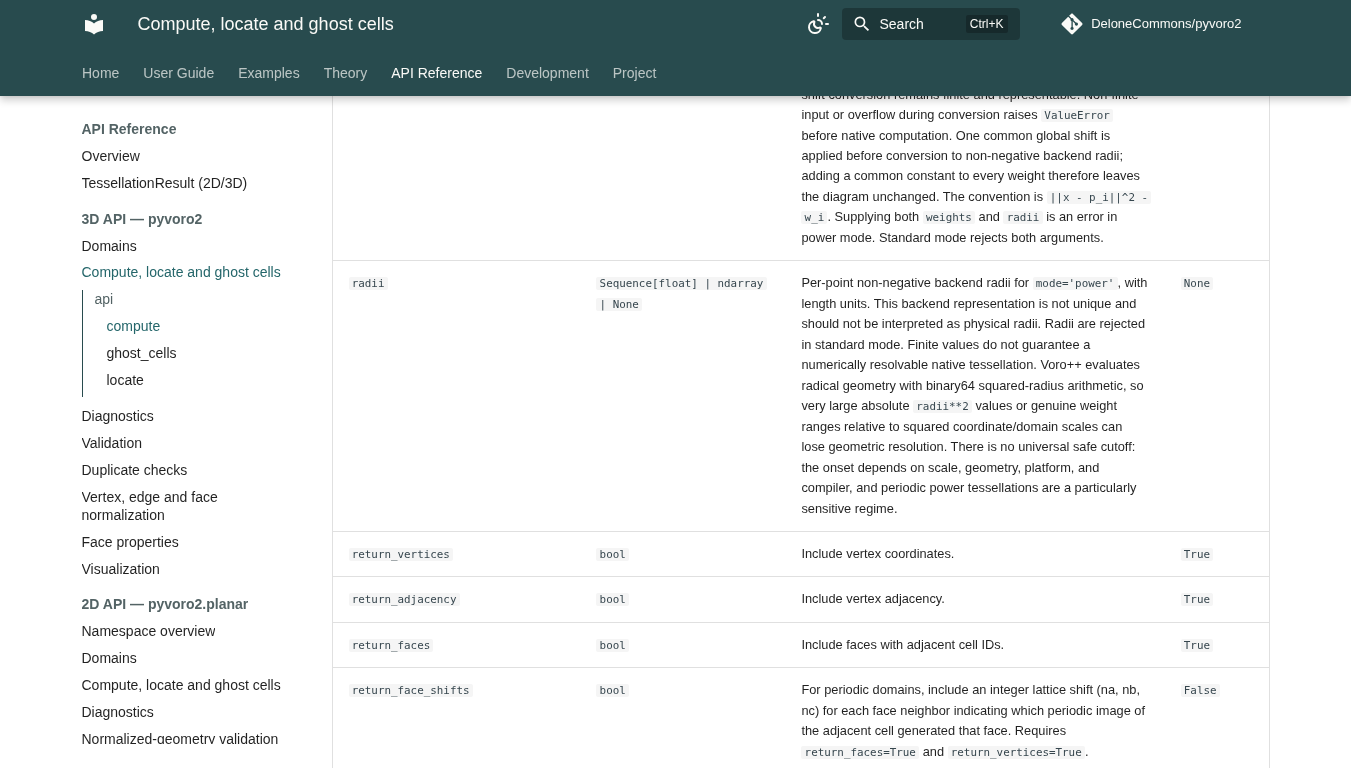 Compute, locate and ghost cells
Search Ctrl+K
DeloneCommons/pyvoro2
Home User Guide Examples Theory API Reference Development Project
API Reference
Overview
TessellationResult (2D/3D)
3D API — pyvoro2
Domains
Compute, locate and ghost cells
api
compute
ghost_cells
locate
Diagnostics
Validation
Duplicate checks
Vertex, edge and face
normalization
Face properties
Visualization
2D API — pyvoro2.planar
Namespace overview
Domains
Compute, locate and ghost cells
Diagnostics
Normalized-geometry validation
shift conversion remains finite and representable. Non-finite
input or overflow during conversion raises ValueError
before native computation. One common global shift is
applied before conversion to non-negative backend radii;
adding a common constant to every weight therefore leaves
the diagram unchanged. The convention is ||x - p_i||^2 -
w_i. Supplying both weights and radii is an error in
power mode. Standard mode rejects both arguments.
radii
Sequence[float] | ndarray
| None
Per-point non-negative backend radii for mode='power', with
length units. This backend representation is not unique and
should not be interpreted as physical radii. Radii are rejected
in standard mode. Finite values do not guarantee a
numerically resolvable native tessellation. Voro++ evaluates
radical geometry with binary64 squared-radius arithmetic, so
very large absolute radii**2 values or genuine weight
ranges relative to squared coordinate/domain scales can
lose geometric resolution. There is no universal safe cutoff:
the onset depends on scale, geometry, platform, and
compiler, and periodic power tessellations are a particularly
sensitive regime.
None
return_vertices bool Include vertex coordinates. True
return_adjacency bool Include vertex adjacency. True
return_faces bool Include faces with adjacent cell IDs. True
return_face_shifts bool For periodic domains, include an integer lattice shift (na, nb, False
nc) for each face neighbor indicating which periodic image of
the adjacent cell generated that face. Requires
return_faces=True and return_vertices=True.